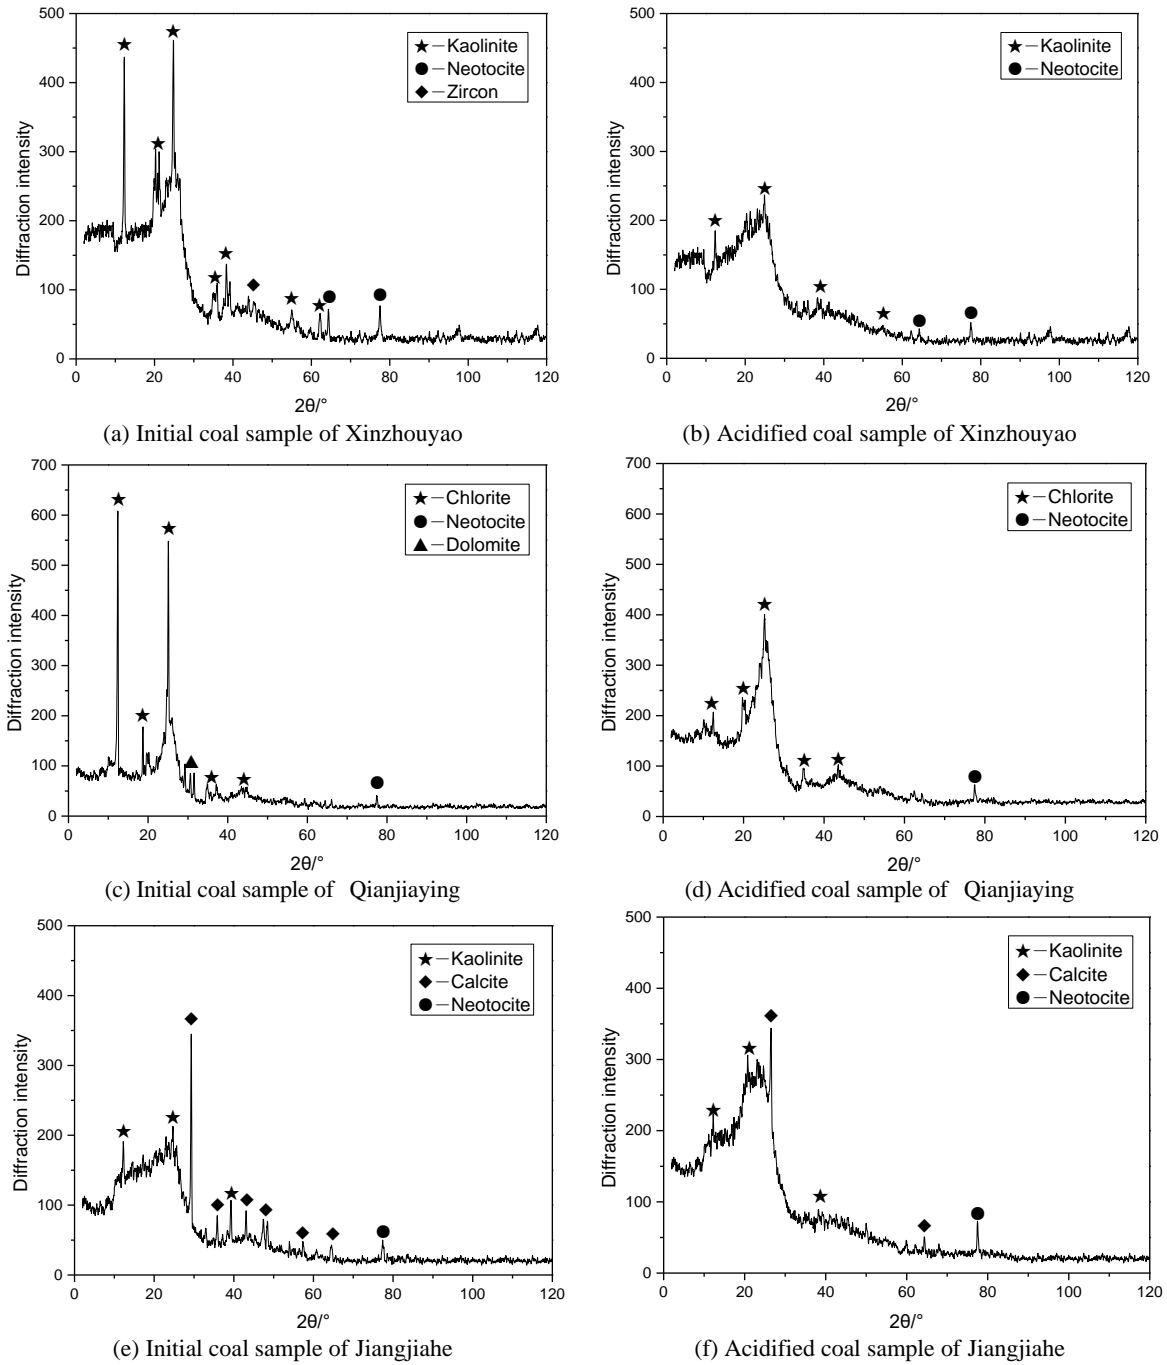 500
400
300
200
100
0
0 20 40 60 80 100 120
Diffraction intensity
2θ/°
★—Kaolinite
●—Neotocite
◆—Zircon
(a) Initial coal sample of Xinzhouyao
500
400
300
200
100
0
0 20 40 60 80 100 120
Diffraction intensity
2θ/°
★—Kaolinite
●—Neotocite
(b) Acidified coal sample of Xinzhouyao
700
600
500
400
300
200
100
0
0 20 40 60 80 100 120
Diffraction intensity
2θ/°
★—Chlorite
●—Neotocite
▲—Dolomite
(c) Initial coal sample of Qianjiaying
700
600
500
400
300
200
100
0
0 20 40 60 80 100 120
Diffraction intensity
2θ/°
★—Chlorite
●—Neotocite
(d) Acidified coal sample of Qianjiaying
500
400
300
200
100
0
0 20 40 60 80 100 120
Diffraction intensity
2θ/°
★—Kaolinite
◆—Calcite
●—Neotocite
(e) Initial coal sample of Jiangjiahe
500
400
300
200
100
0
0 20 40 60 80 100 120
Diffraction intensity
2θ/°
★—Kaolinite
◆—Calcite
●—Neotocite
(f) Acidified coal sample of Jiangjiahe